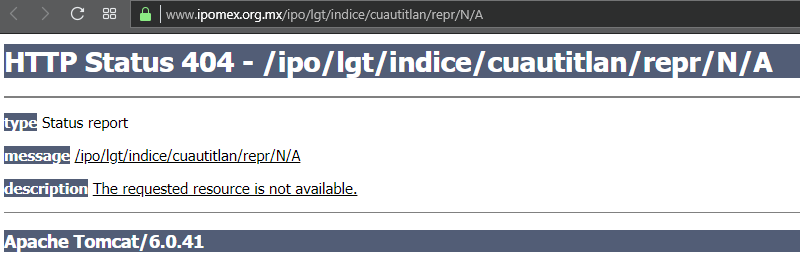 www.ipomex.org.mx/ipo/lgt/indice/cuautitlan/repr/N/A
HTTP Status 404 - /ipo/lgt/indice/cuautitlan/repr/N/A
type Status report
message /ipo/lgt/indice/cuautitlan/repr/N/A
description The requested resource is not available.
Apache Tomcat/6.0.41